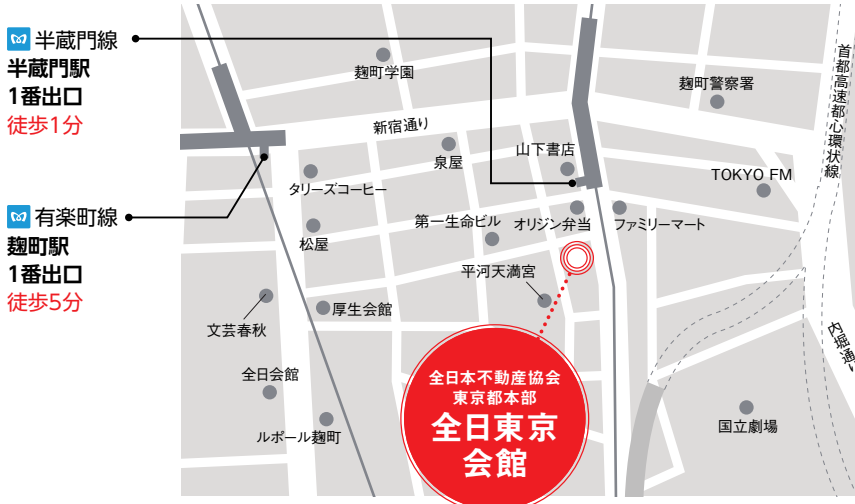 半蔵門線
半蔵門駅
1番出口
徒歩1分
有楽町線
麹町駅
1番出口
徒歩5分
麹町学園
新宿通り
泉屋
山下書店
麹町警察署
首都高速都心環状線
TOKYO FM
タリーズコーヒー
松屋
第一生命ビル
オリジン弁当
ファミリーマート
平河天満宮
厚生会館
文芸春秋
全日会館
ルポール麹町
内堀通り
国立劇場
全日本不動産協会
東京都本部
全日東京
会館